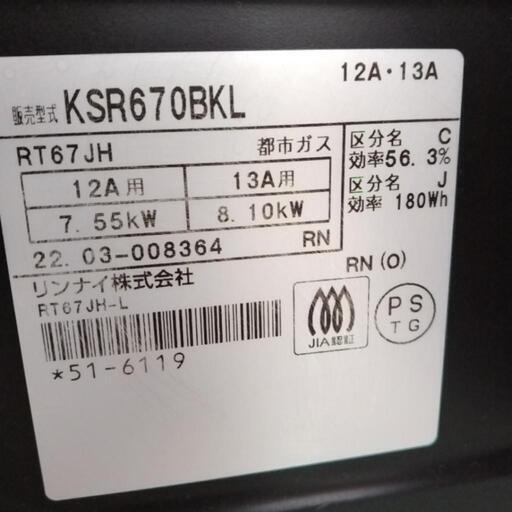 12A・13A
販売型式 KSR670BKL
RT67JH 都市ガス
12A用 13A用
7.55kW 8.10kW
区分名 C
効率56.3%
区分名 J
効率 180Wh
22.03-008364 RN
リンナイ株式会社
RT67JH-L
RN (O)
*51-6119
JIA認証
PS
TG